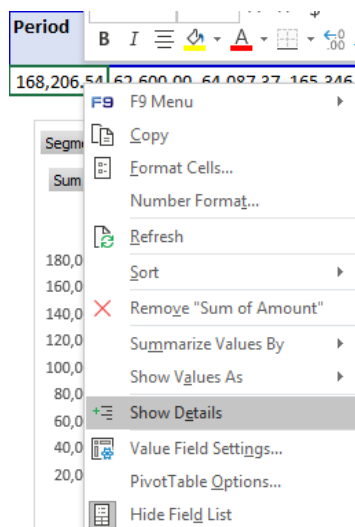 Period
B I A .00
168,206.54 62,600.00 64,087.37 165,346
F9 F9 Menu
Copy
Segm
Format Cells...
Sum
Number Format...
Refresh
180,0
Sort
160,0
Remove "Sum of Amount"
140,0
120,0 Summarize Values By
100,0
Show Values As
80,0
Show Details
60,0
40,0 Value Field Settings...
20,0
PivotTable Options...
Hide Field List